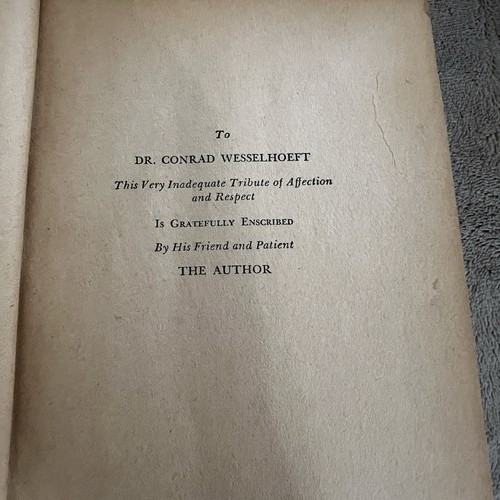 To
DR. CONRAD WESSELHOEFT
This Very Inadequate Tribute of Affection
and Respect
Is Gratefully Enscribed
By His Friend and Patient
THE AUTHOR